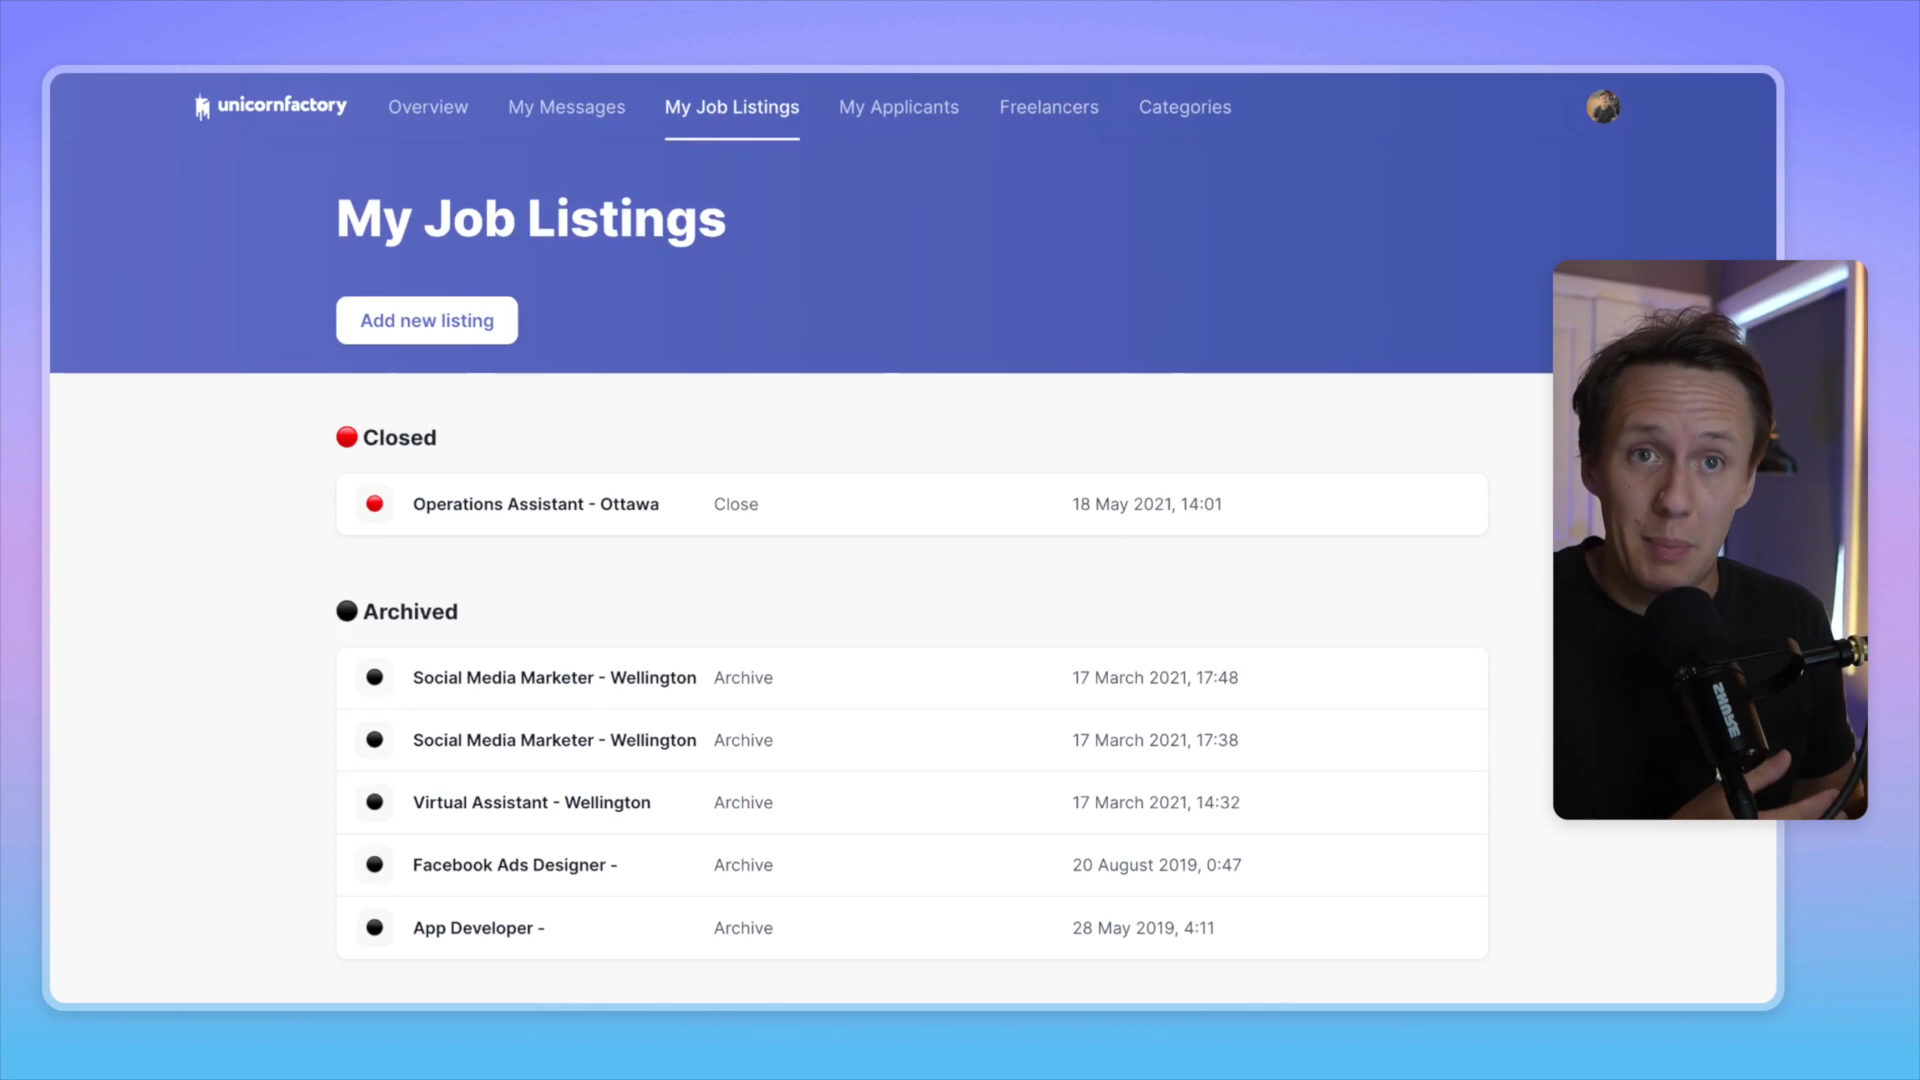 unicornfactory Overview My Messages My Job Listings My Applicants Freelancers Categories
My Job Listings
Add new listing
Closed
Operations Assistant - Ottawa Close 18 May 2021, 14:01
Archived
Social Media Marketer - Wellington Archive 17 March 2021, 17:48
Social Media Marketer - Wellington Archive 17 March 2021, 17:38
Virtual Assistant - Wellington Archive 17 March 2021, 14:32
Facebook Ads Designer - Archive 20 August 2019, 0:47
App Developer - Archive 28 May 2019, 4:11
SHURE